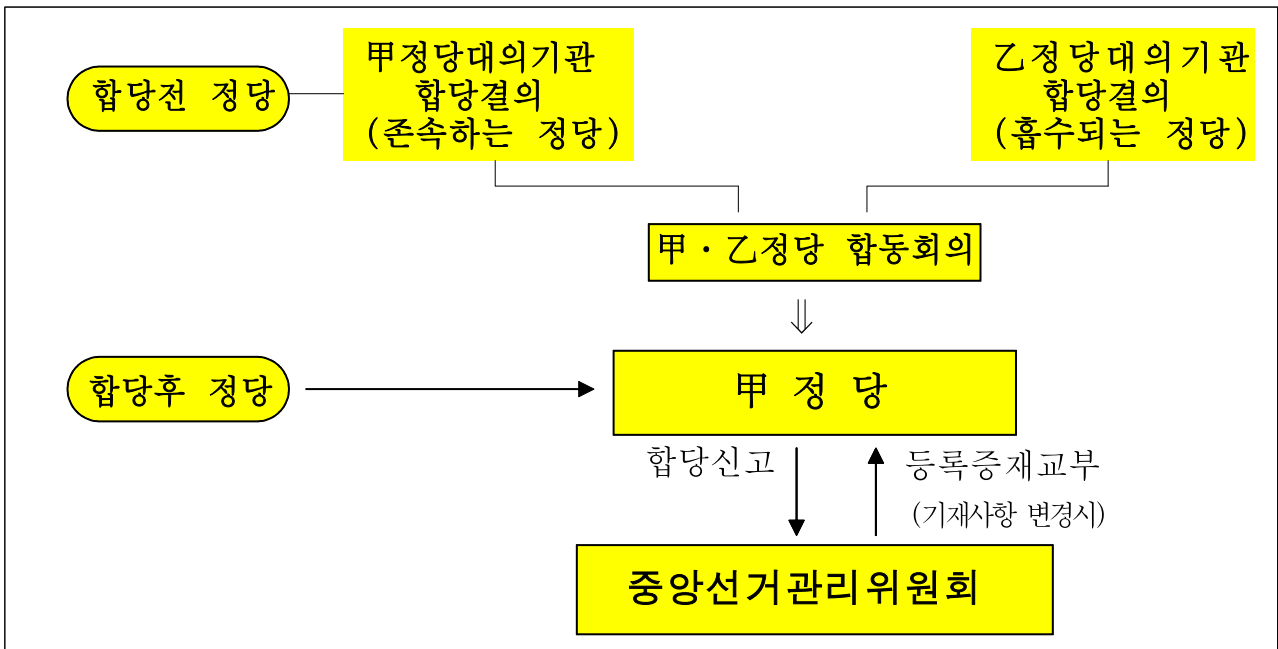 합당전 정당
甲정당대의기관
합당결의
(존속하는 정당)
乙정당대의기관
합당결의
(흡수되는 정당)
甲·乙정당 합동회의
합당후 정당
甲 정 당
합당신고
등록증재교부
(기재사항 변경시)
중앙선거관리위원회